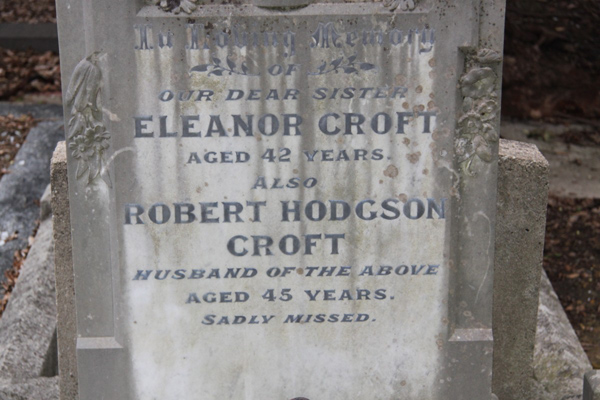 In Loving Memory
OF
OUR DEAR SISTER
ELEANOR CROFT
AGED 42 YEARS.
ALSO
ROBERT HODGSON
CROFT
HUSBAND OF THE ABOVE
AGED 45 YEARS.
SADLY MISSED.